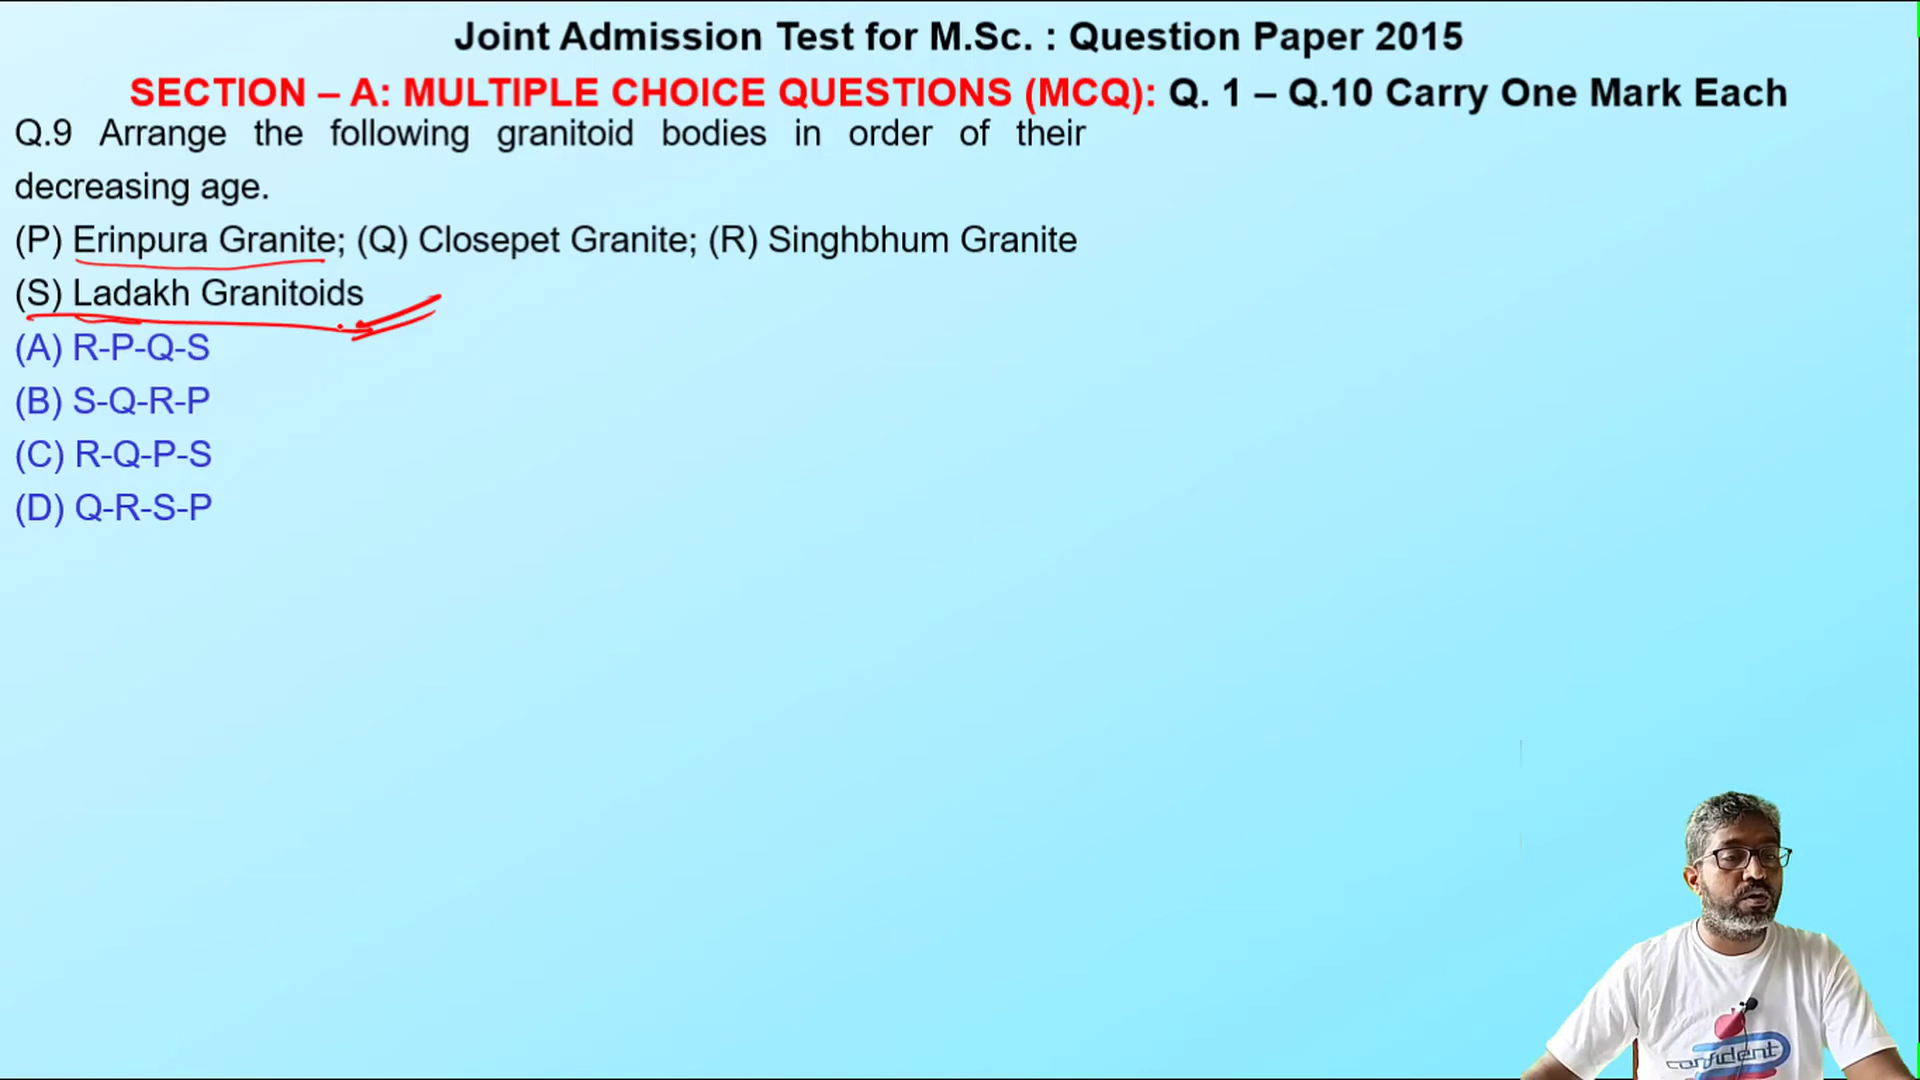 Joint Admission Test for M.Sc. : Question Paper 2015
SECTION – A: MULTIPLE CHOICE QUESTIONS (MCQ): Q. 1 – Q.10 Carry One Mark Each
Q.9 Arrange the following granitoid bodies in order of their
decreasing age.
(P) Erinpura Granite; (Q) Closepet Granite; (R) Singhbhum Granite
(S) Ladakh Granitoids
(A) R-P-Q-S
(B) S-Q-R-P
(C) R-Q-P-S
(D) Q-R-S-P
confident